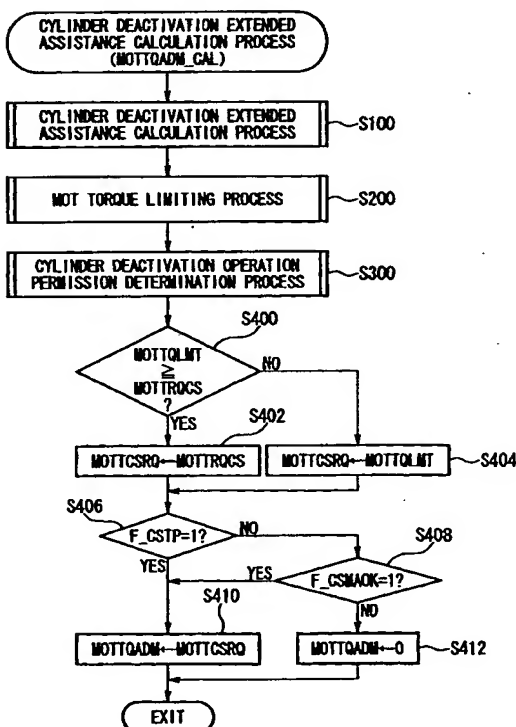 CYLINDER DEACTIVATION EXTENDED
ASSISTANCE CALCULATION PROCESS
(MOTTQADM_CAL)
CYLINDER DEACTIVATION EXTENDED
ASSISTANCE CALCULATION PROCESS
S100
MOT TORQUE LIMITING PROCESS
S200
CYLINDER DEACTIVATION OPERATION
PERMISSION DETERMINATION PROCESS
S300
S400
MOTTQLMT
≧
MOTTRQCS
?
NO
YES
S402
MOTTCSRQ←MOTTRQCS
MOTTCSRQ←MOTTQLMT
S404
S406
F_CSTP=1?
NO
S408
YES
YES
F_CSMAOK=1?
S410
NO
MOTTQADM←MOTTCSRQ
MOTTQADM←0
S412
EXIT